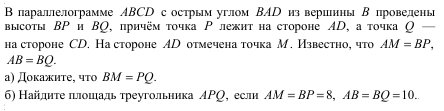 В параллелограмме ABCD с острым углом BAD из вершины B проведены
высоты BP и BQ, причём точка P лежит на стороне AD, а точка Q —
на стороне CD. На стороне AD отмечена точка M. Известно, что AM = BP,
AB = BQ.
а) Докажите, что BM = PQ.
б) Найдите площадь треугольника APQ, если AM = BP = 8, AB = BQ = 10.